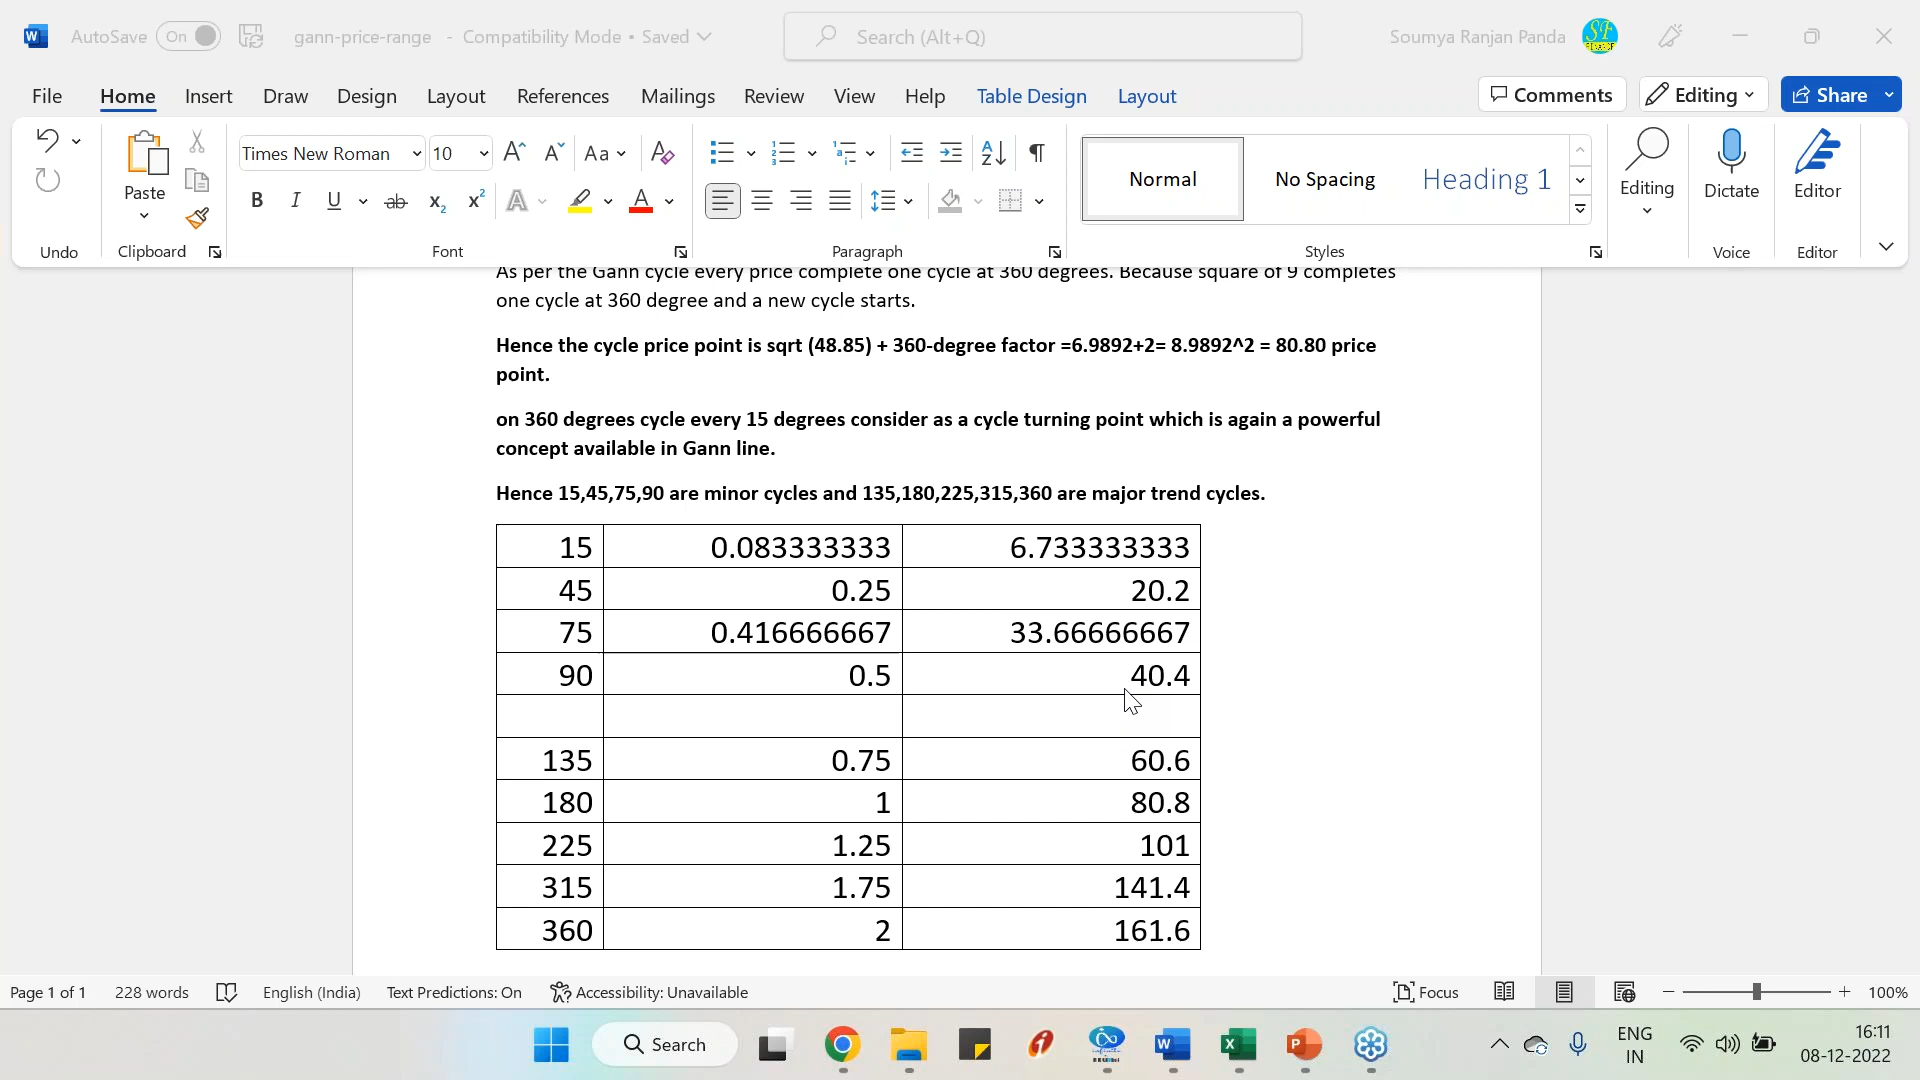 AutoSave On gann-price-range - Compatibility Mode • Saved Search (Alt+Q) Soumya Ranjan Panda
File Home Insert Draw Design Layout References Mailings Review View Help Table Design Layout Comments Editing Share
Times New Roman 10 Aa
Paste Normal No Spacing Heading 1 Editing Dictate Editor
Undo Clipboard Font Paragraph Styles Voice Editor
As per the Gann cycle every price complete one cycle at 360 degrees. Because square of 9 completes
one cycle at 360 degree and a new cycle starts.
Hence the cycle price point is sqrt (48.85) + 360-degree factor =6.9892+2= 8.9892^2 = 80.80 price
point.
on 360 degrees cycle every 15 degrees consider as a cycle turning point which is again a powerful
concept available in Gann line.
Hence 15,45,75,90 are minor cycles and 135,180,225,315,360 are major trend cycles.
15 0.083333333 6.733333333
45 0.25 20.2
75 0.416666667 33.66666667
90 0.5 40.4
135 0.75 60.6
180 1 80.8
225 1.25 101
315 1.75 141.4
360 2 161.6
Page 1 of 1 228 words English (India) Text Predictions: On Accessibility: Unavailable Focus 100%
Search ENG 16:11
IN 08-12-2022